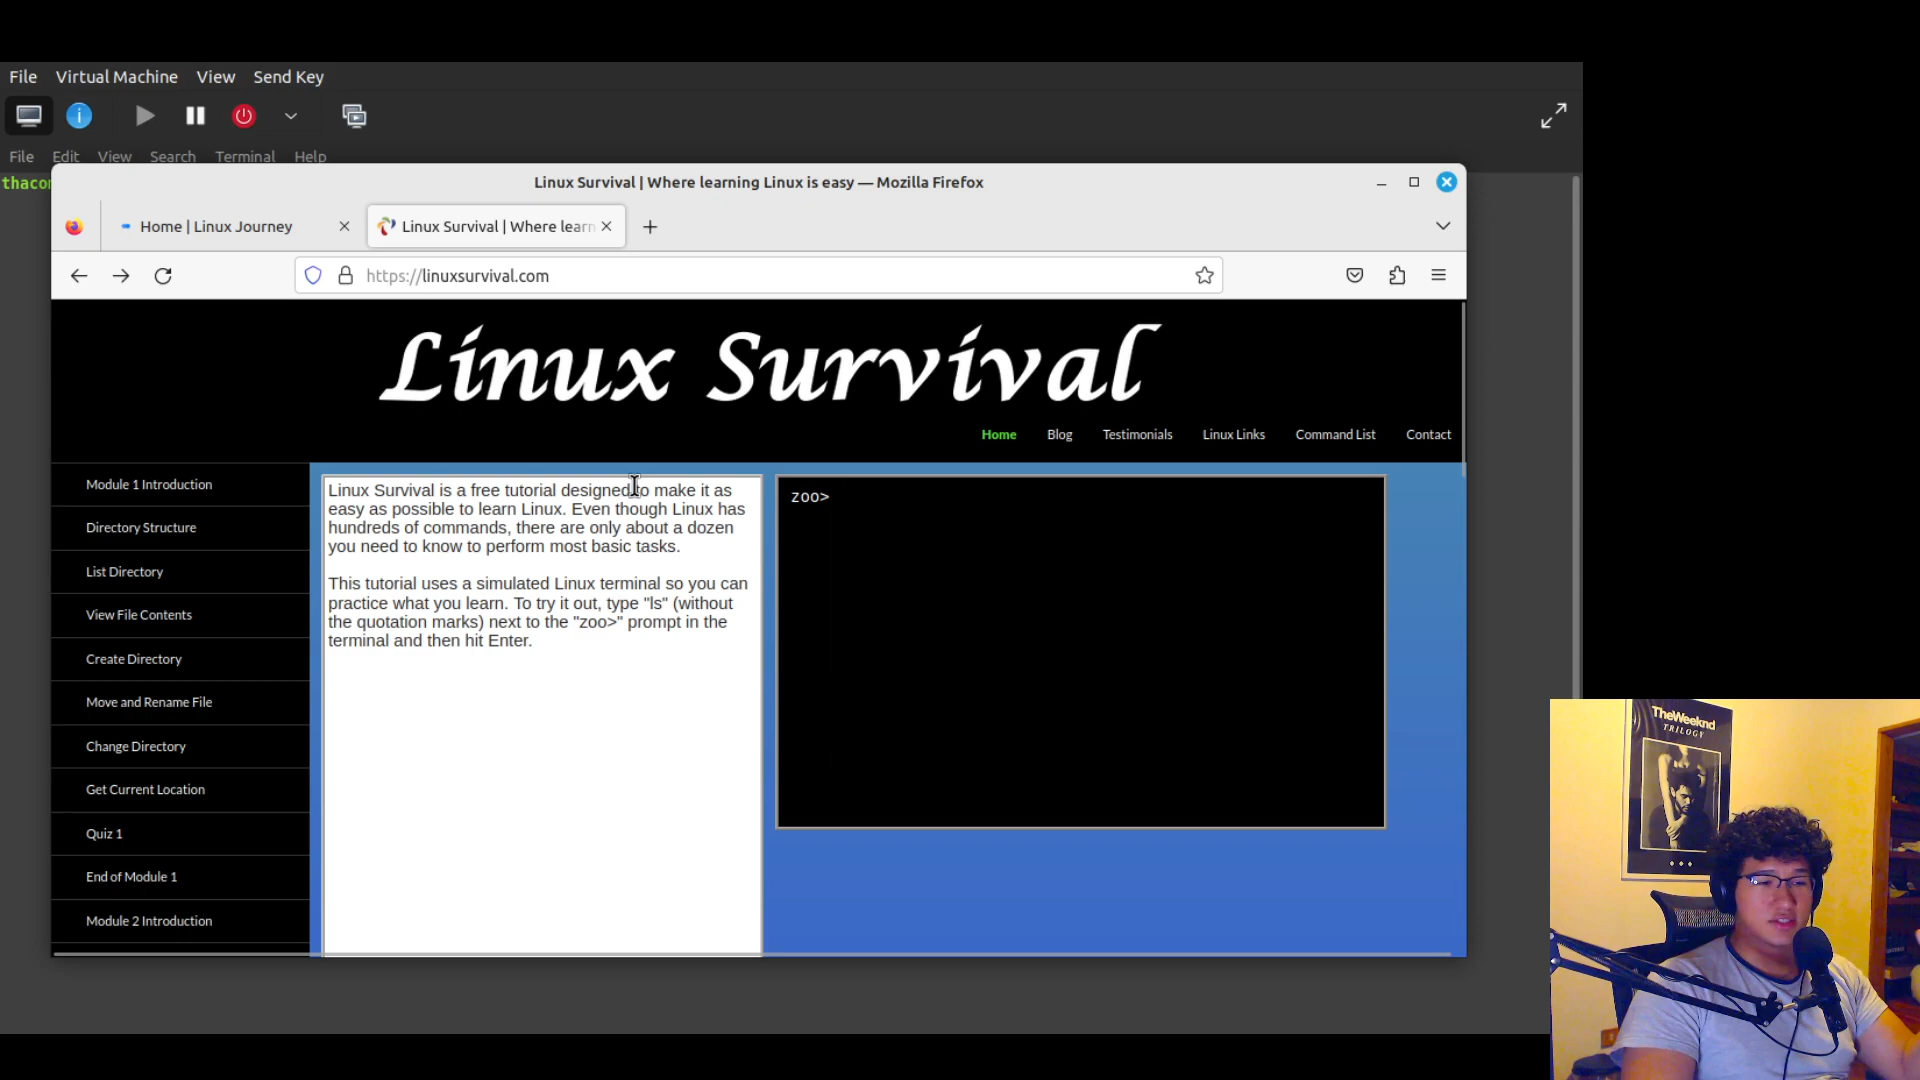 File Virtual Machine View Send Key
File Edit View Search Terminal Help
Linux Survival | Where learning Linux is easy — Mozilla Firefox
Home | Linux Journey
Linux Survival | Where learn
https://linuxsurvival.com
Linux Survival
Home Blog Testimonials Linux Links Command List Contact
Module 1 Introduction
Directory Structure
List Directory
View File Contents
Create Directory
Move and Rename File
Change Directory
Get Current Location
Quiz 1
End of Module 1
Module 2 Introduction
Linux Survival is a free tutorial designed to make it as
easy as possible to learn Linux. Even though Linux has
hundreds of commands, there are only about a dozen
you need to know to perform most basic tasks.
This tutorial uses a simulated Linux terminal so you can
practice what you learn. To try it out, type "ls" (without
the quotation marks) next to the "zoo>" prompt in the
terminal and then hit Enter.
zoo>
TheWeeknd
TRILOGY